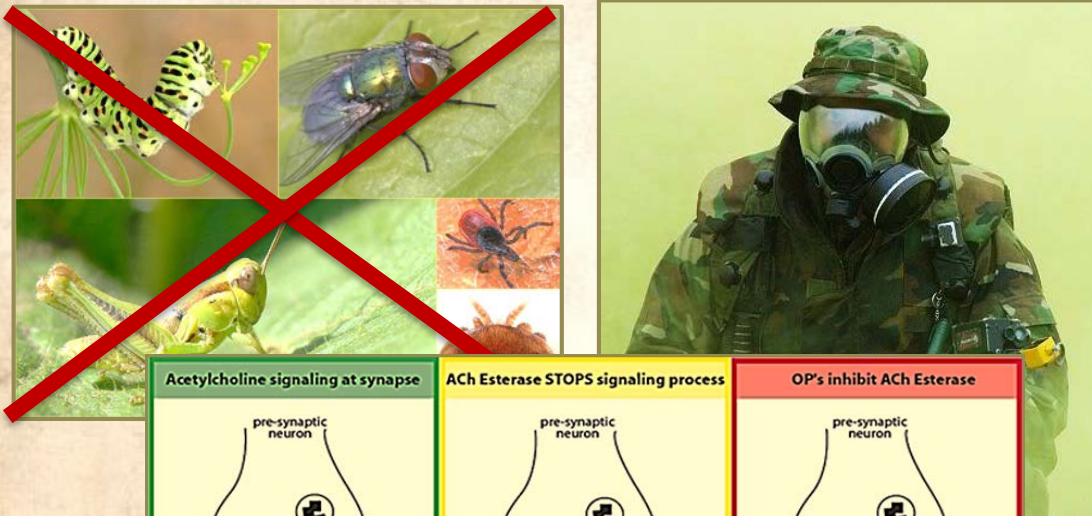 Acetylcholine signaling at synapse
pre-synaptic
neuron
ACh Esterase STOPS signaling process
pre-synaptic
neuron
OP's inhibit ACh Esterase
pre-synaptic
neuron